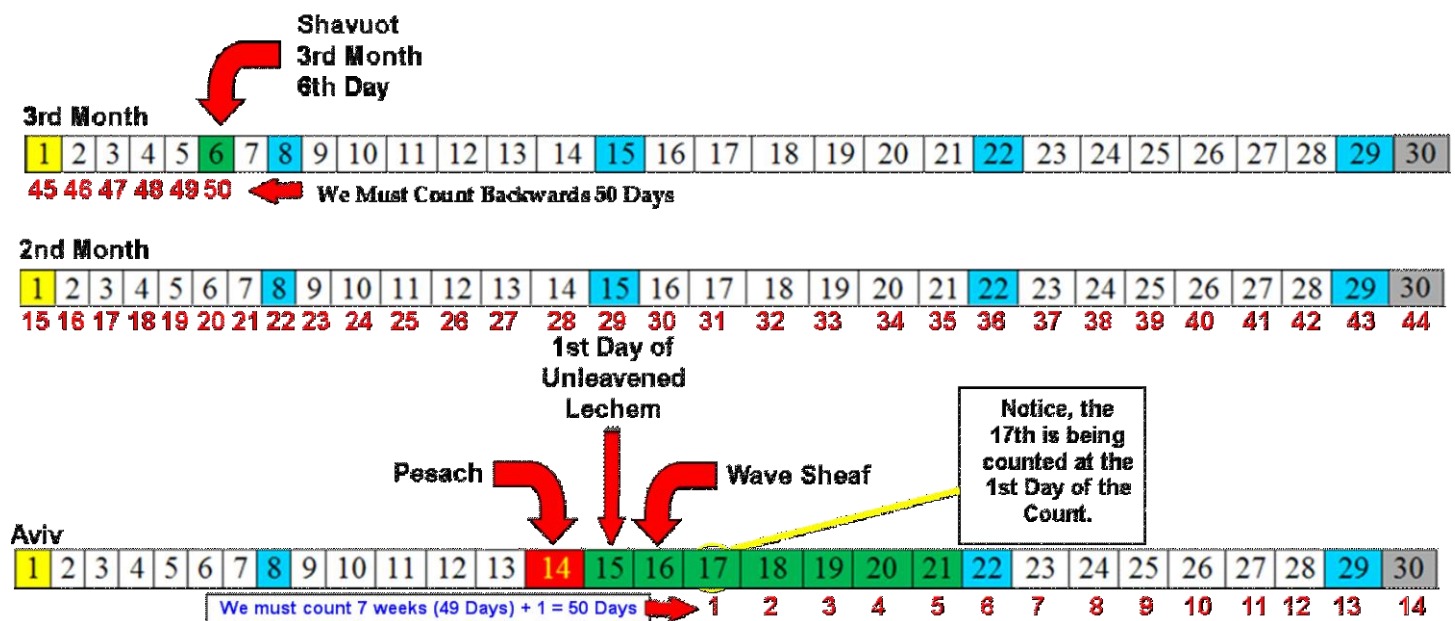 Shavuot
3rd Month
6th Day
3rd Month
1 2 3 4 5 6 7 8 9 10 11 12 13 14 15 16 17 18 19 20 21 22 23 24 25 26 27 28 29 30
45 46 47 48 49 50 We Must Count Backwards 50 Days
2nd Month
1 2 3 4 5 6 7 8 9 10 11 12 13 14 15 16 17 18 19 20 21 22 23 24 25 26 27 28 29 30
15 16 17 18 19 20 21 22 23 24 25 26 27 28 29 30 31 32 33 34 35 36 37 38 39 40 41 42 43 44
1st Day of
Unleavened
Lechem
Pesach
Wave Sheaf
Notice, the
17th is being
counted at the
1st Day of the
Count.
Aviv
1 2 3 4 5 6 7 8 9 10 11 12 13 14 15 16 17 18 19 20 21 22 23 24 25 26 27 28 29 30
We must count 7 weeks (49 Days) + 1 = 50 Days 1 2 3 4 5 6 7 8 9 10 11 12 13 14